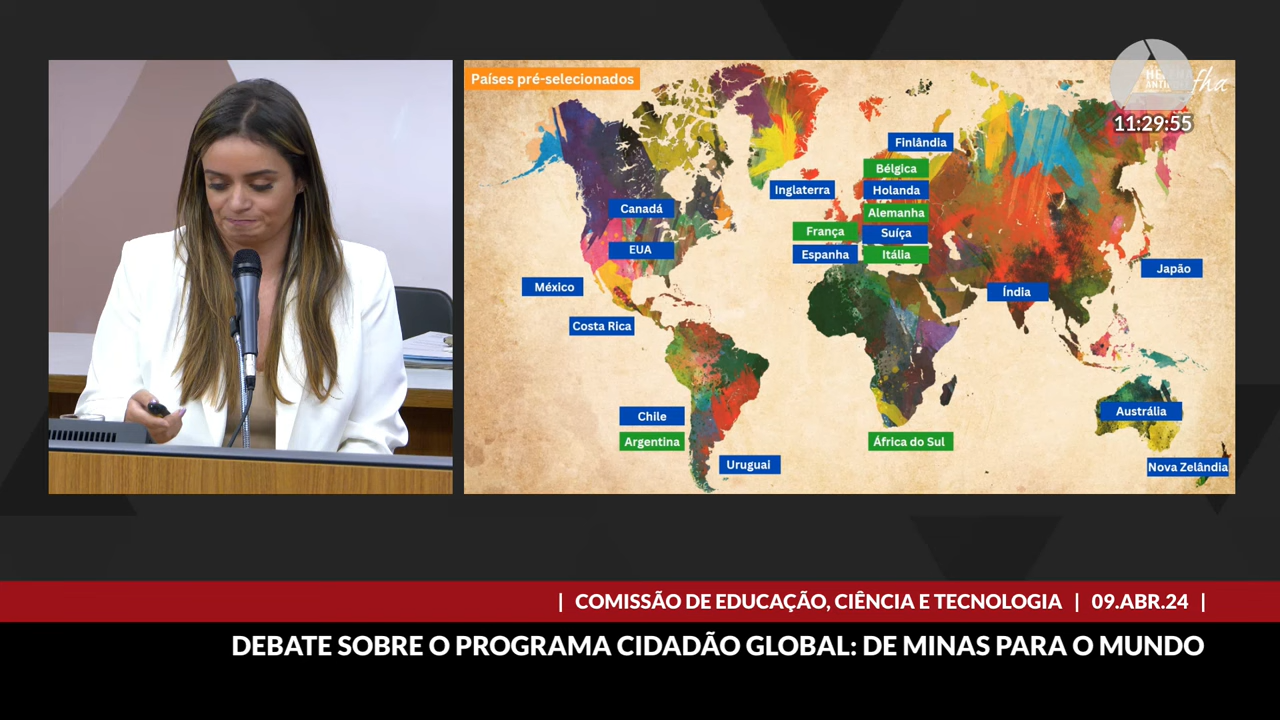 Países pré-selecionados
fha
11:29:55
Finlândia
Bélgica
Inglaterra
Holanda
Canadá
Alemanha
França
Suíça
EUA
Espanha
Itália
Japão
México
Índia
Costa Rica
Austrália
Chile
Argentina
África do Sul
Uruguai
Nova Zelândia
| COMISSÃO DE EDUCAÇÃO, CIÊNCIA E TECNOLOGIA | 09.ABR.24 |
DEBATE SOBRE O PROGRAMA CIDADÃO GLOBAL: DE MINAS PARA O MUNDO